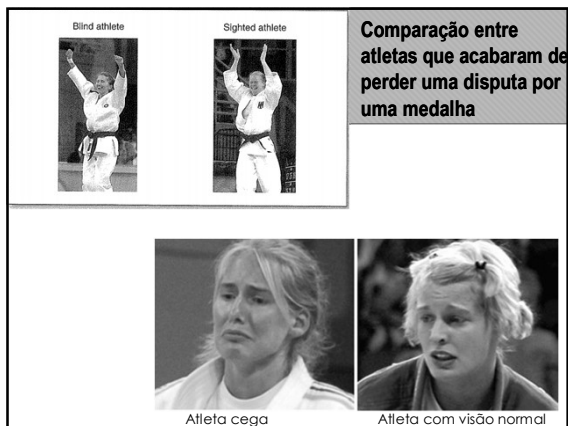 Blind athlete
Sighted athlete
Comparação entre
atletas que acabaram de
perder uma disputa por
uma medalha
Atleta cega
Atleta com visão normal